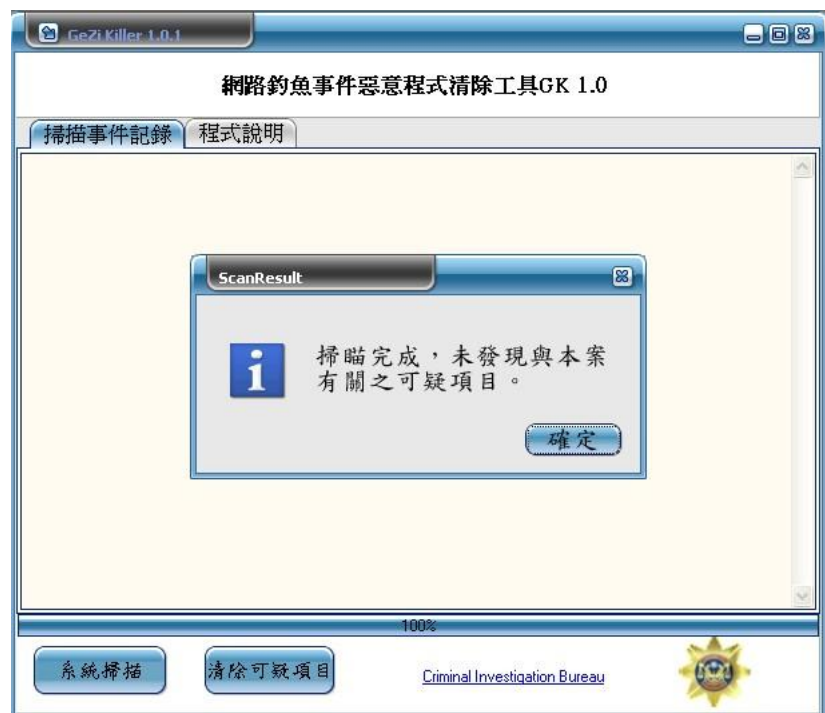 GeZi Killer 1.0.1
網路釣魚事件惡意程式清除工具GK 1.0
掃描事件記錄 程式說明
ScanResult
掃瞄完成，未發現與本案
有關之可疑項目。
確定
100%
系統掃描 清除可疑項目 Criminal Investigation Bureau